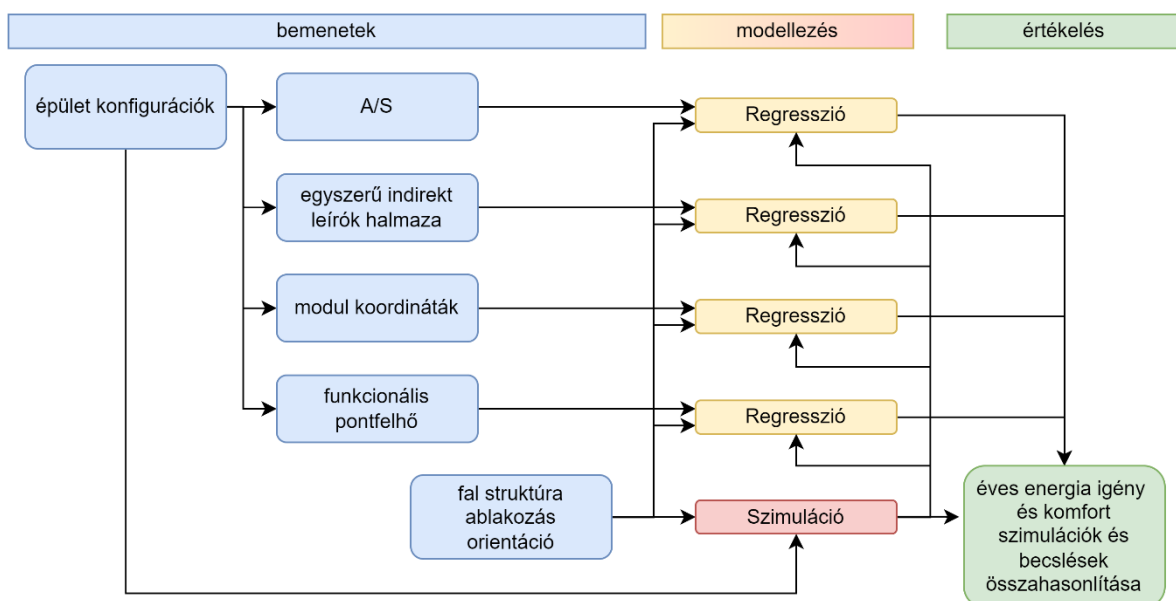 bemenetek
modellezés
értékelés
épület konfigurációk
A/S
Regresszió
egyszerű indirekt
leírók halmaza
Regresszió
modul koordináták
Regresszió
funkcionális
pontfelhő
Regresszió
fal struktúra
ablakozás
orientáció
Szimuláció
éves energia igény
és komfort
szimulációk és
becslések
összahasonlítása